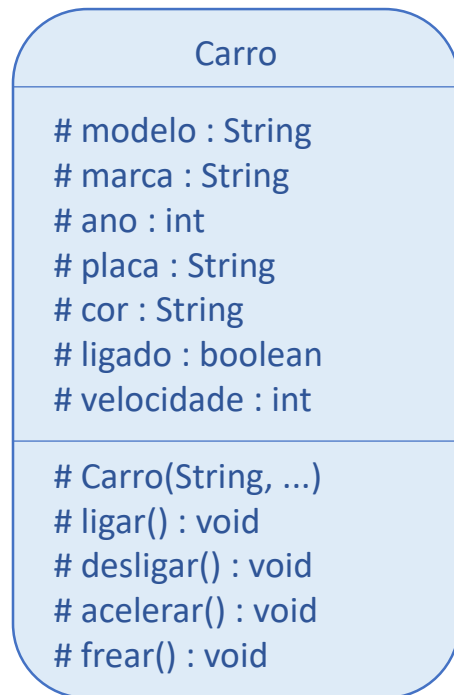 Carro
# modelo : String
# marca : String
# ano : int
# placa : String
# cor : String
# ligado : boolean
# velocidade : int
# Carro(String, ...)
# ligar() : void
# desligar() : void
# acelerar() : void
# frear() : void